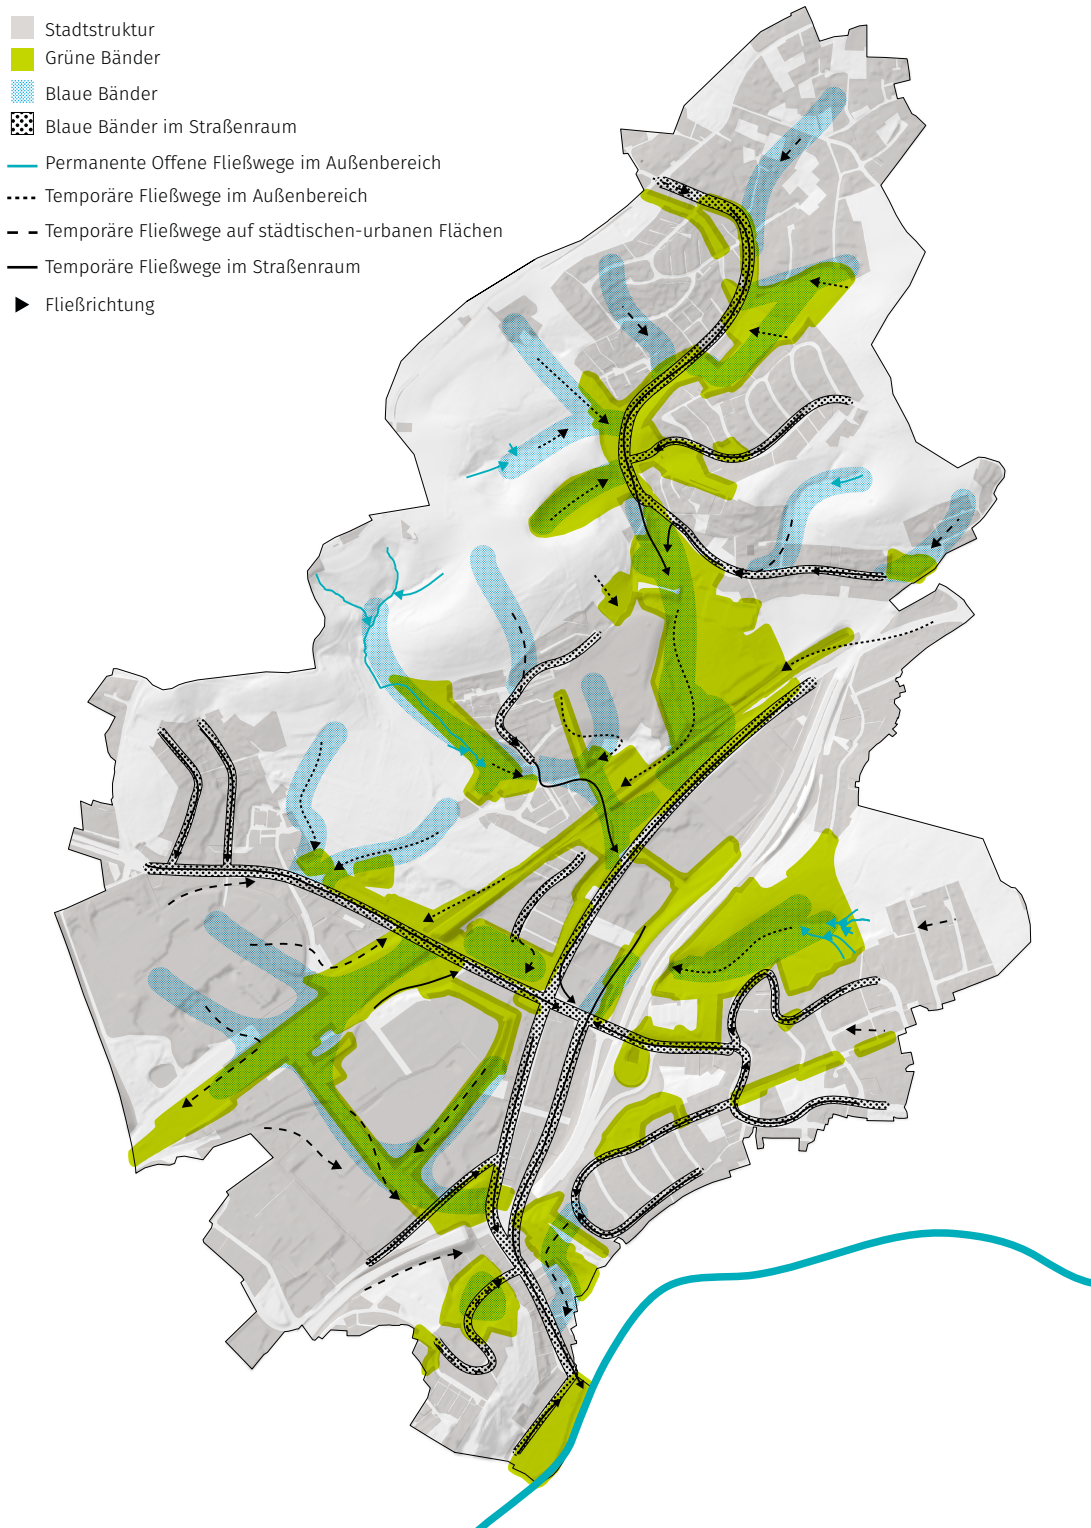 Stadtstruktur
Grüne Bänder
Blaue Bänder
Blaue Bänder im Straßenraum
Permanente Offene Fließwege im Außenbereich
Temporäre Fließwege im Außenbereich
Temporäre Fließwege auf städtischen-urbanen Flächen
Temporäre Fließwege im Straßenraum
Fließrichtung